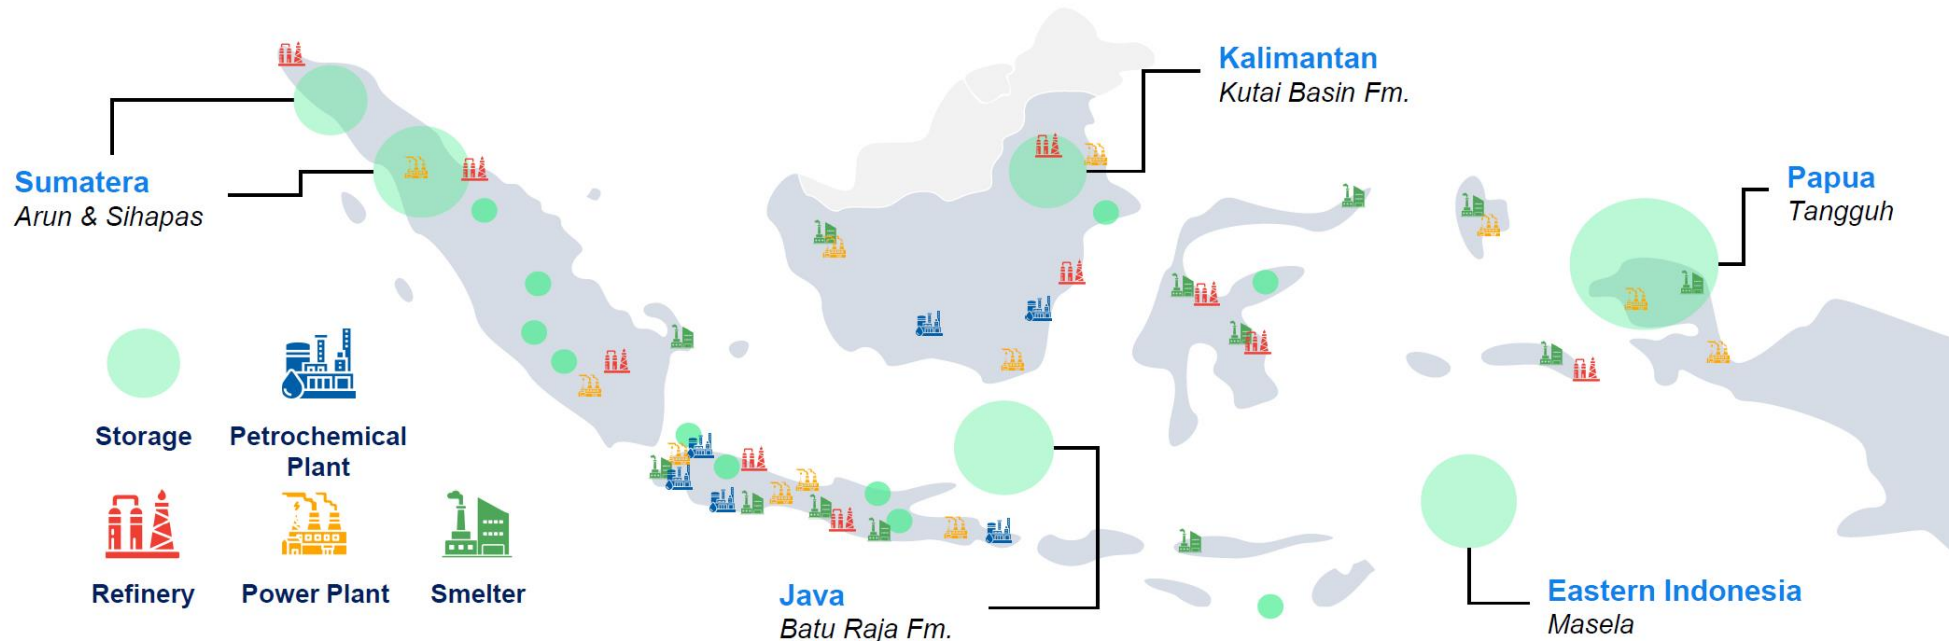 Kalimantan
Kutai Basin Fm.
Sumatera
Arun & Sihapas
Papua
Tangguh
Storage
Petrochemical
Plant
Refinery
Power Plant
Smelter
Java
Batu Raja Fm.
Eastern Indonesia
Masela